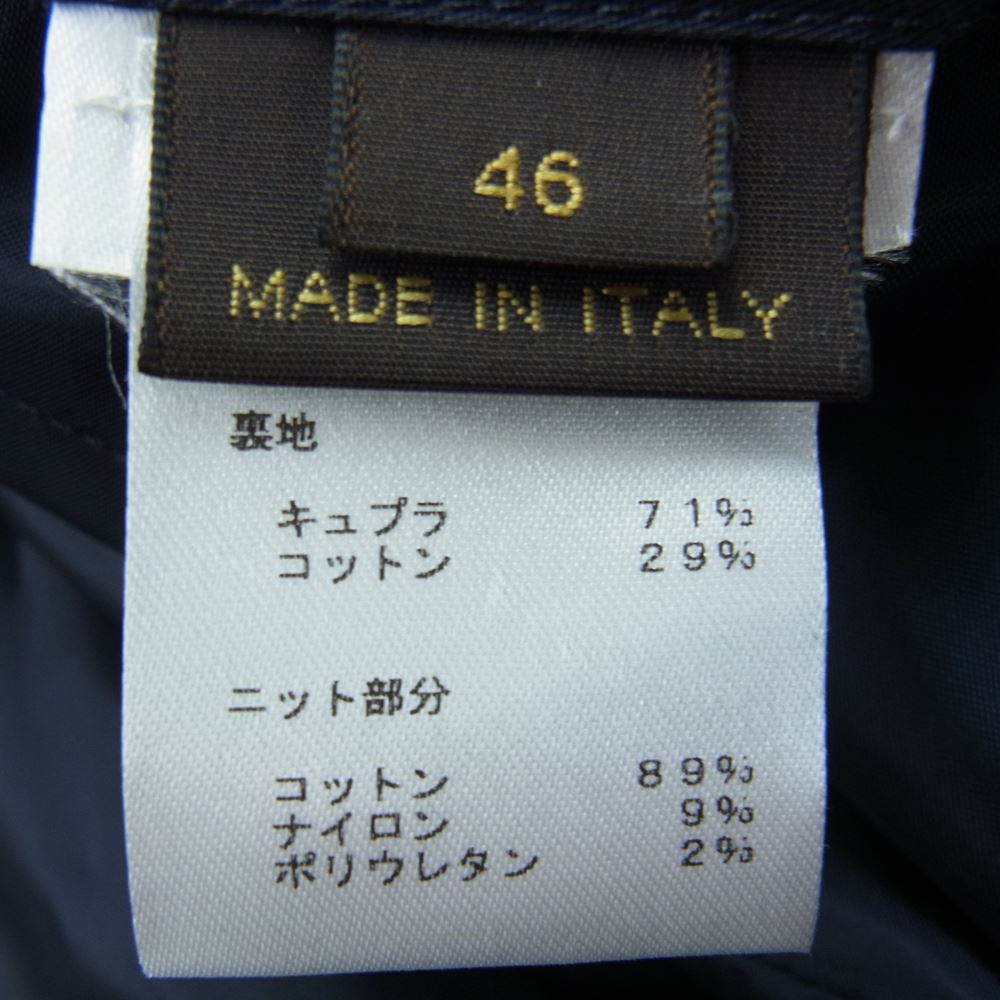 46
MADE IN ITALY
裏地
キュプラ 71%
コットン 29%
ニット部分
コットン 89%
ナイロン 9%
ポリウレタン 2%